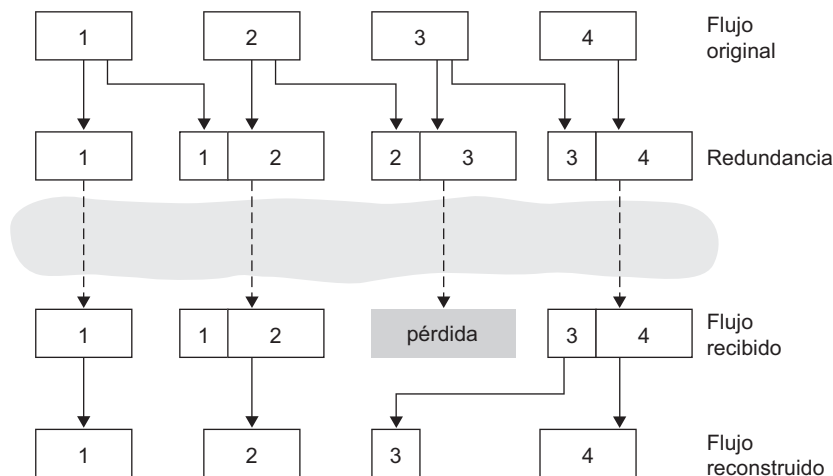 1 2 3 4 Flujo
original
1 1 2 2 3 3 4 Redundancia
1 1 2 pérdida 3 4 Flujo
recibido
1 2 3 4 Flujo
reconstruido